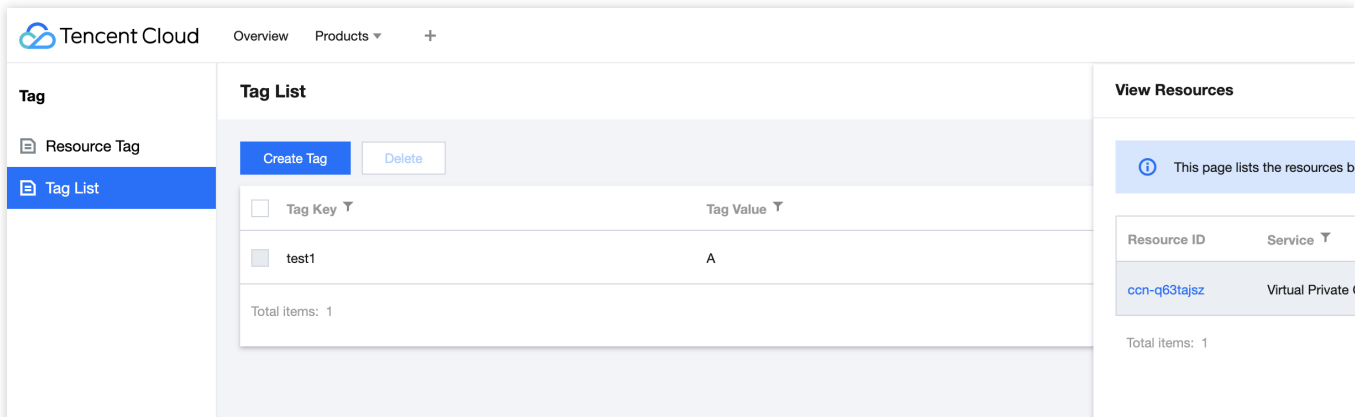 Tencent Cloud Overview Products
Tag
Resource Tag
Tag List
Tag List
Create Tag Delete
Tag Key Tag Value
test1 A
Total items: 1
View Resources
This page lists the resources
Resource ID Service
ccn-q63tajsz Virtual Private
Total items: 1